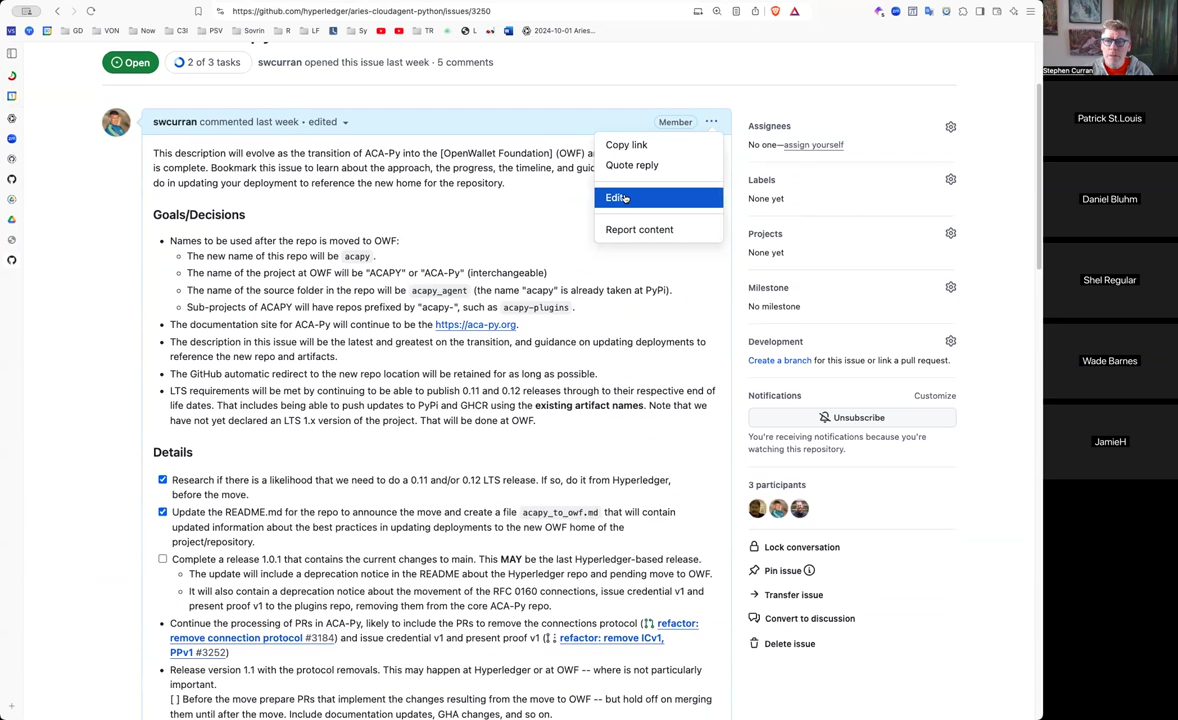 https://github.com/hyperledger/aries-cloudagent-python/issues/3250
GD
VON
Now
C3I
PSV
Sovrin
R
LF
Sy
TR
L
2024-10-01 Aries...
Open
2 of 3 tasks
swcurran opened this issue last week · 5 comments
swcurran commented last week • edited
Member
Copy link
Quote reply
Edit
Report content
This description will evolve as the transition of ACA-Py into the [OpenWallet Foundation] (OWF)
is complete. Bookmark this issue to learn about the approach, the progress, the timeline, and
do in updating your deployment to reference the new home for the repository.
Goals/Decisions
• Names to be used after the repo is moved to OWF:
The new name of this repo will be acapy.
The name of the project at OWF will be "ACAPY" or "ACA-Py" (interchangeable)
The name of the source folder in the repo will be acapy_agent (the name "acapy" is already taken at PyPi).
Sub-projects of ACAPY will have repos prefixed by "acapy-", such as acapy-plugins.
• The documentation site for ACA-Py will continue to be the https://aca-py.org.
• The description in this issue will be the latest and greatest on the transition, and guidance on updating deployments to
reference the new repo and artifacts.
• The GitHub automatic redirect to the new repo location will be retained for as long as possible.
• LTS requirements will be met by continuing to be able to publish 0.11 and 0.12 releases through to their respective end of
life dates. That includes being able to push updates to PyPi and GHCR using the existing artifact names. Note that we
have not yet declared an LTS 1.x version of the project. That will be done at OWF.
Details
Research if there is a likelihood that we need to do a 0.11 and/or 0.12 LTS release. If so, do it from Hyperledger,
before the move.
Update the README.md for the repo to announce the move and create a file acapy_to_owf.md that will contain
updated information about the best practices in updating deployments to the new OWF home of the
project/repository.
Complete a release 1.0.1 that contains the current changes to main. This MAY be the last Hyperledger-based release.
The update will include a deprecation notice in the README about the Hyperledger repo and pending move to OWF.
It will also contain a deprecation notice about the movement of the RFC 0160 connections, issue credential v1 and
present proof v1 to the plugins repo, removing them from the core ACA-Py repo.
• Continue the processing of PRs in ACA-Py, likely to include the PRs to remove the connections protocol (refactor:
remove connection protocol #3184) and issue credential v1 and present proof v1 (refactor: remove ICv1,
PPv1 #3252)
• Release version 1.1 with the protocol removals. This may happen at Hyperledger or at OWF -- where is not particularly
important.
[ ] Before the move prepare PRs that implement the changes resulting from the move to OWF -- but hold off on merging
them until after the move. Include documentation updates, GHA changes, and so on.
Assignees
No one—assign yourself
Labels
None yet
Projects
None yet
Milestone
No milestone
Development
Create a branch for this issue or link a pull request.
Notifications
Customize
Unsubscribe
You're receiving notifications because you're
watching this repository.
3 participants
Lock conversation
Pin issue
Transfer issue
Convert to discussion
Delete issue
Stephen Curran
Patrick St.Louis
Daniel Bluhm
Shel Regular
Wade Barnes
JamieH